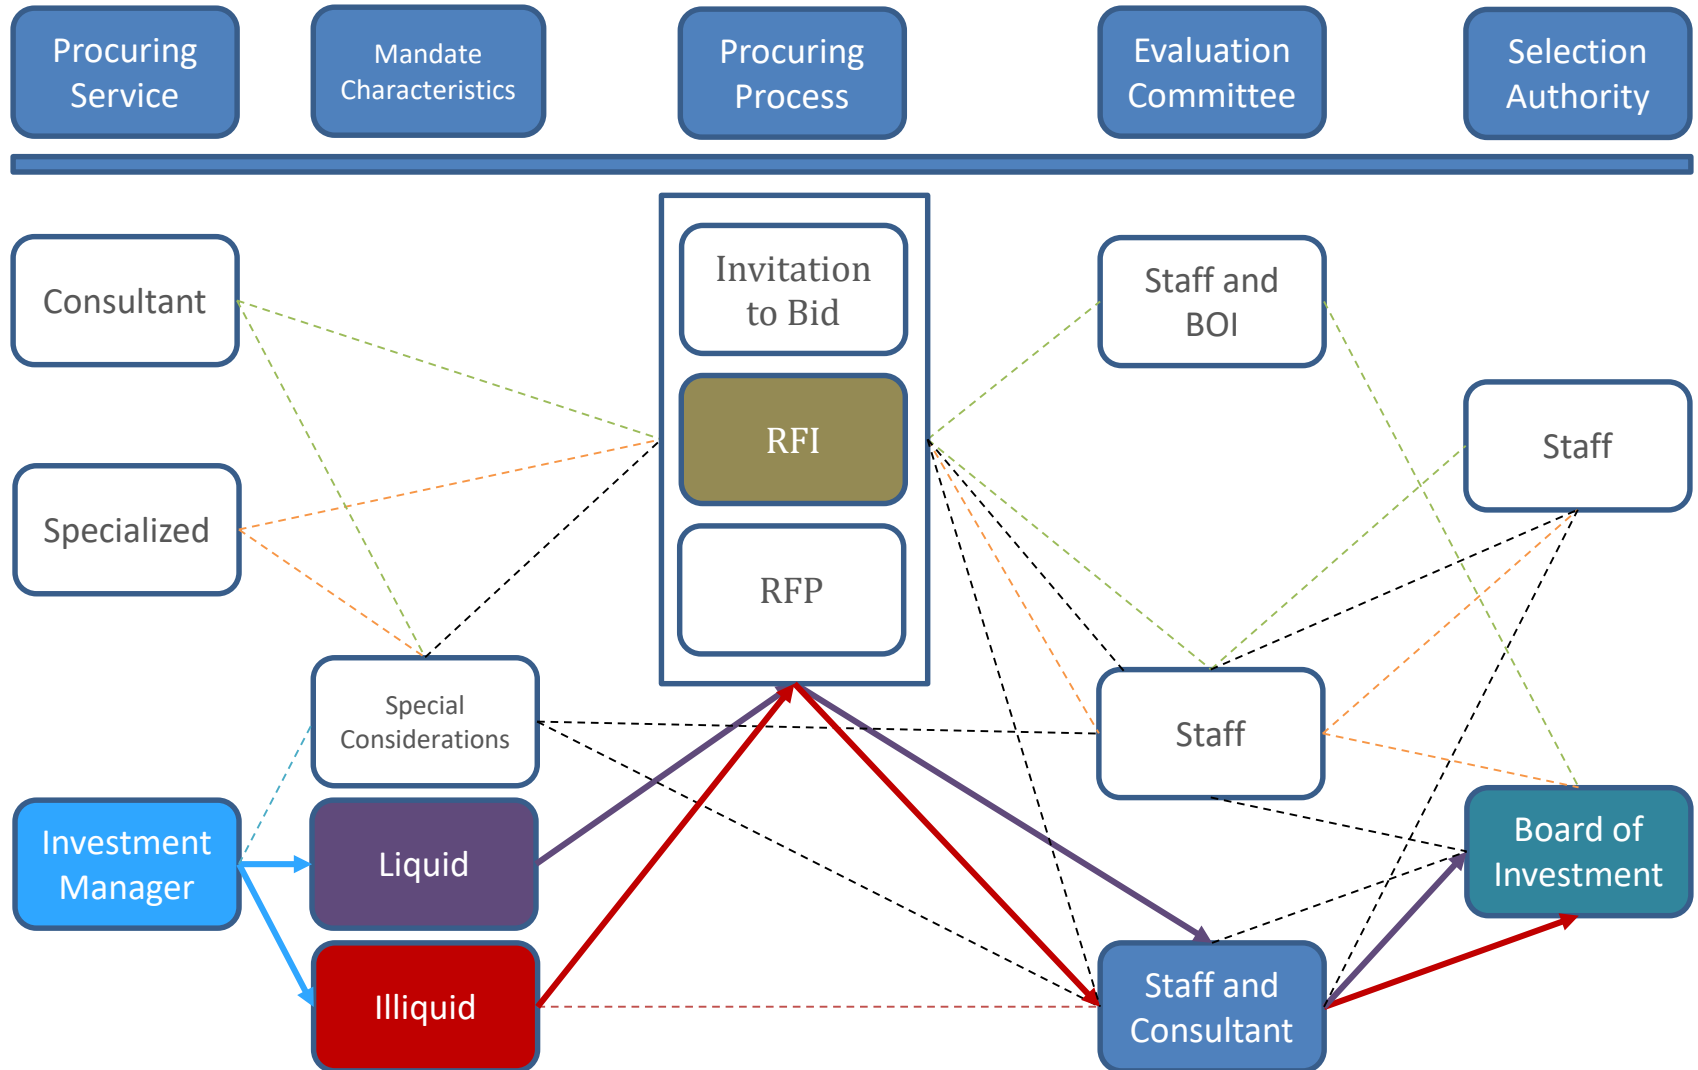 Procuring
Service
Mandate
Characteristics
Procuring
Process
Evaluation
Committee
Selection
Authority
Consultant
Specialized
Investment
Manager
Special
Considerations
Liquid
Illiquid
Invitation
to Bid
RFI
RFP
Staff and
BOI
Staff
Staff and
Consultant
Staff
Board of
Investment